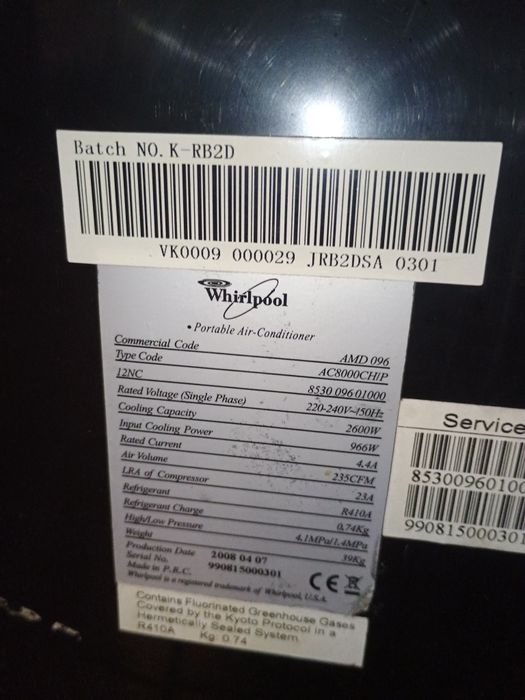 Batch NO. K-RB2D
VK0009 000029 JRB2DSA 0301
Whirlpool
• Portable Air-Conditioner
Commercial Code AMD 096
Type Code AC8000CH/P
12NC 8530 096 01000
Rated Voltage (Single Phase) 220-240V~/50Hz
Cooling Capacity 2600W
Input Cooling Power 966W
Rated Current 4.4A
Air Volume 235CFM
LRA of Compressor 23A
Refrigerant R410A
Refrigerant Charge 0.74Kg
High/Low Pressure 4.1MPa/1.4MPa
Weight 39Kg
Production Date 2008 04 07
Serial No. 990815000301
Made in P.R.C.
Whirlpool is a registered trademark of Whirlpool, U.S.A.
CE
Contains Fluorinated Greenhouse Gases
Covered by the Kyoto Protocol in a
Hermetically Sealed System
R410A Kg 0.74
Service
8530096010
990815000301